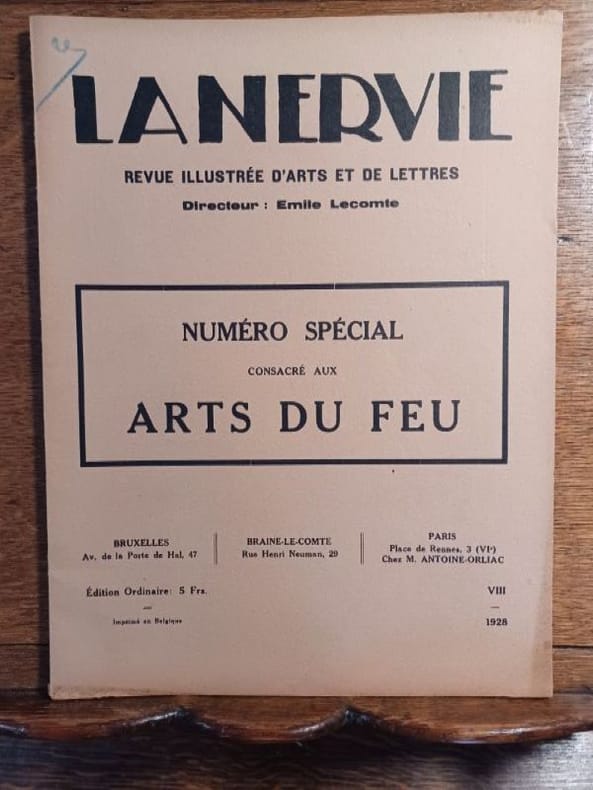 LA NERVIE
REVUE ILLUSTRÉE D'ARTS ET DE LETTRES
Directeur : Emile Lecomte
NUMÉRO SPÉCIAL
CONSACRÉ AUX
ARTS DU FEU
BRUXELLES
Av. de la Porte de Hal, 47
BRAINE-LE-COMTE
Rue Henri Neuman, 29
PARIS
Place de Rennes, 3 (VIe)
Chez M. ANTOINE-ORLIAC
Édition Ordinaire: 5 Frs.
Imprimé en Belgique
VIII
1928